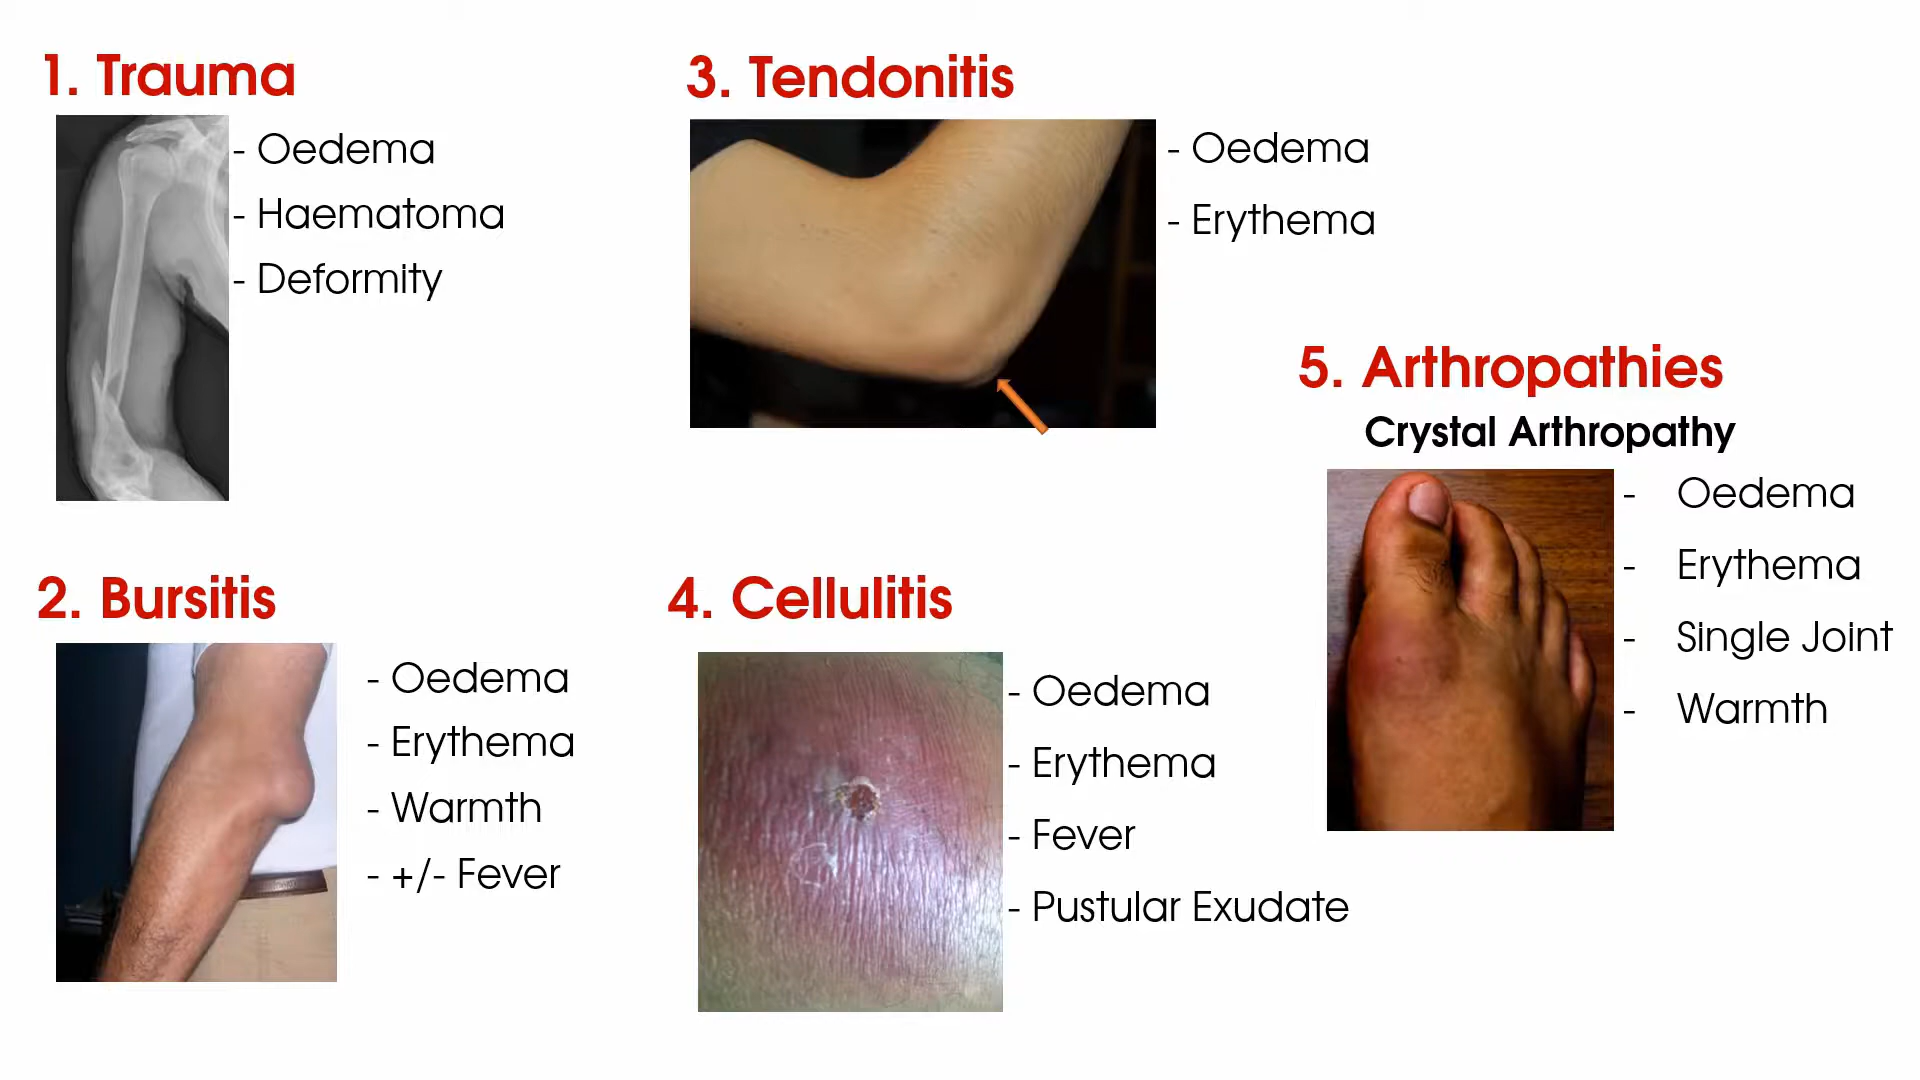 1. Trauma
- Oedema
- Haematoma
- Deformity
2. Bursitis
- Oedema
- Erythema
- Warmth
- +/- Fever
3. Tendonitis
- Oedema
- Erythema
4. Cellulitis
- Oedema
- Erythema
- Fever
- Pustular Exudate
5. Arthropathies
Crystal Arthropathy
- Oedema
- Erythema
- Single Joint
- Warmth